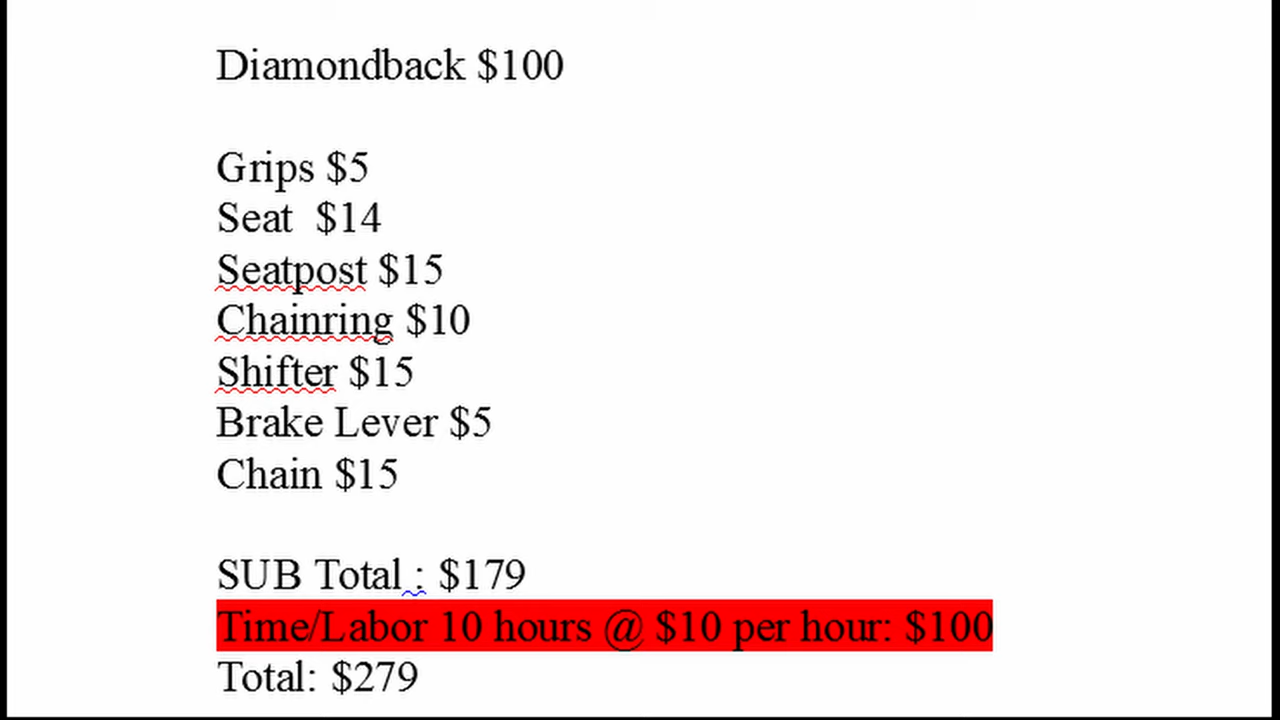 Diamondback $100
Grips $5
Seat  $14
Seatpost $15
Chainring $10
Shifter $15
Brake Lever $5
Chain $15
SUB Total : $179
Time/Labor 10 hours @ $10 per hour: $100
Total: $279